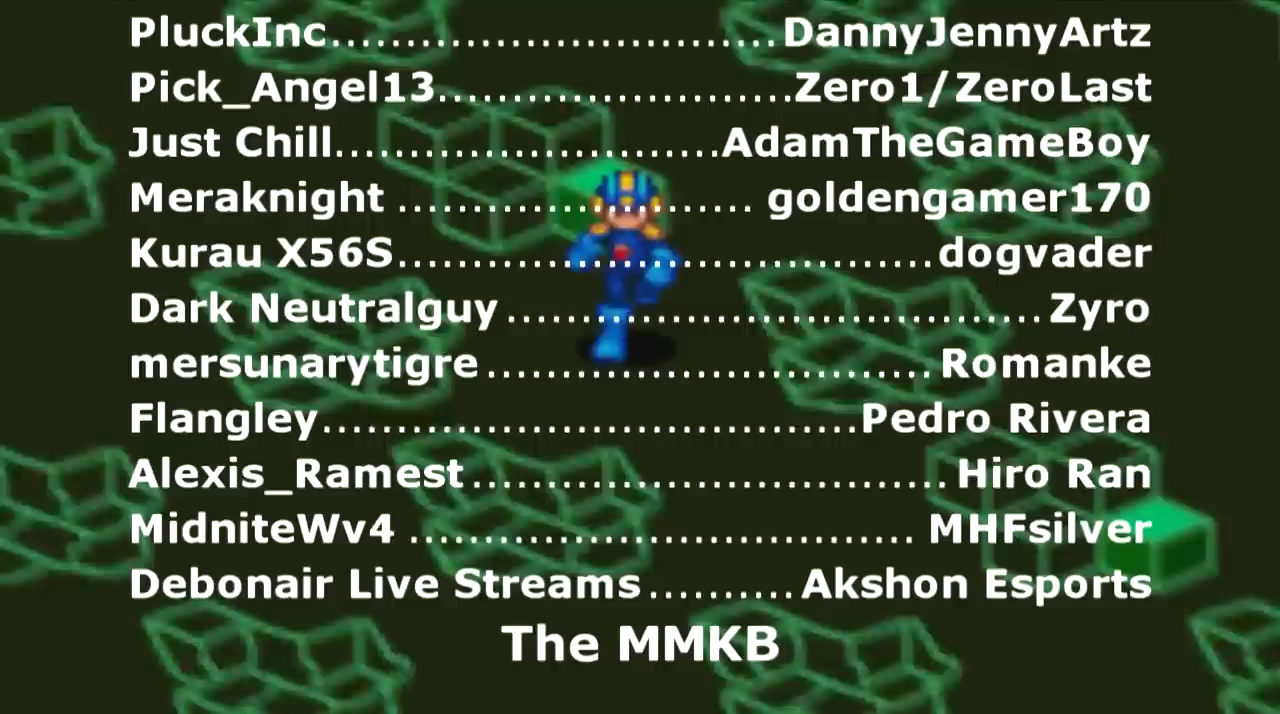 PluckInc..............................DannyJennyArtz
Pick_Angel13........................Zero1/ZeroLast
Just Chill..........................AdamTheGameBoy
Meraknight ........................ goldengamer170
Kurau X56S....................................dogvader
Dark Neutralguy ....................................Zyro
mersunarytigre..............................Romanke
Flangley....................................Pedro Rivera
Alexis_Ramest................................Hiro Ran
MidniteWv4 .................................. MHFsilver
Debonair Live Streams..........Akshon Esports
The MMKB